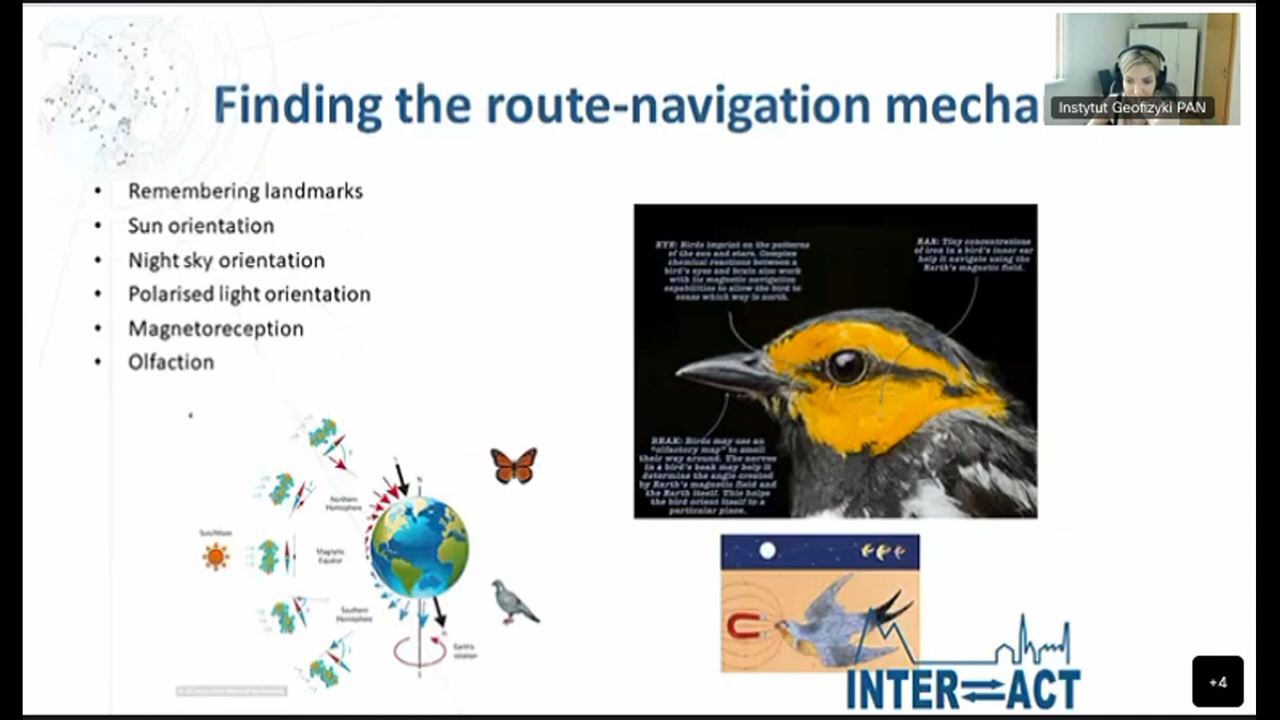 Finding the route-navigation mecha
Instytut Geofizyki PAN
• Remembering landmarks
• Sun orientation
• Night sky orientation
• Polarised light orientation
• Magnetoreception
• Olfaction
EYE: Birds imprint on the patterns
of the sun and stars. Complex
chemical reactions between a
bird's eyes and brain also work
with its magnetic navigation
capabilities to allow the bird to
sense which way is north.
EAR: Tiny concentrations
of iron in a bird's inner ear
help it navigate using the
Earth's magnetic field.
BEAK: Birds may use an
"olfactory map" to smell
their way around. The nerves
in a bird's beak may help it
determine the angle created
by Earth's magnetic field and
the Earth itself. This helps
the bird orient itself to a
particular place.
Northern
Hemisphere
Sun/Moon
Magnetic
Equator
Southern
Hemisphere
N
S
Earth's
rotation
INTER ACT
+4